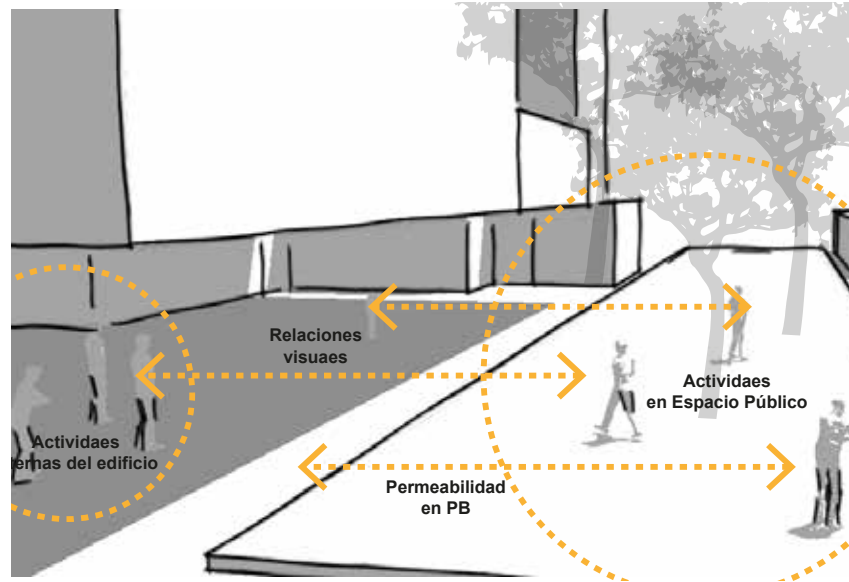 Relaciones
visuaes
Actividaes
en Espacio Público
Actividaes
ternas del edificio
Permeabilidad
en PB